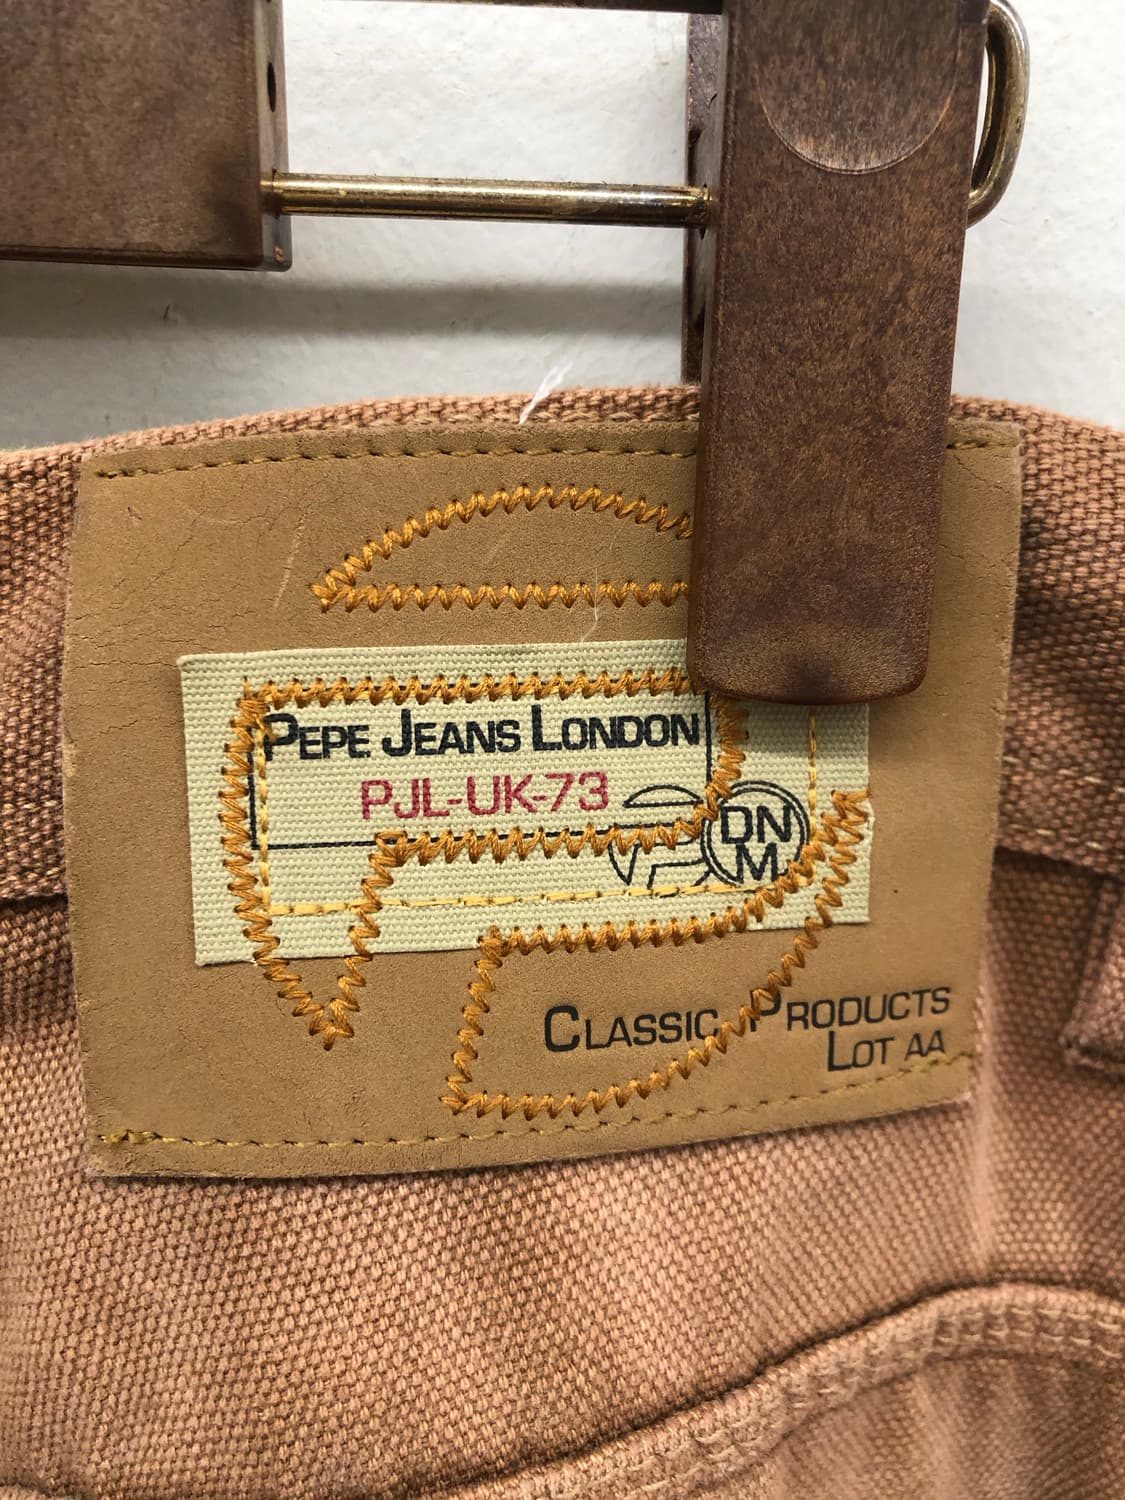 PEPE JEANS LONDON
PJL-UK-73
DN
M
CLASSIC PRODUCTS
LOT AA